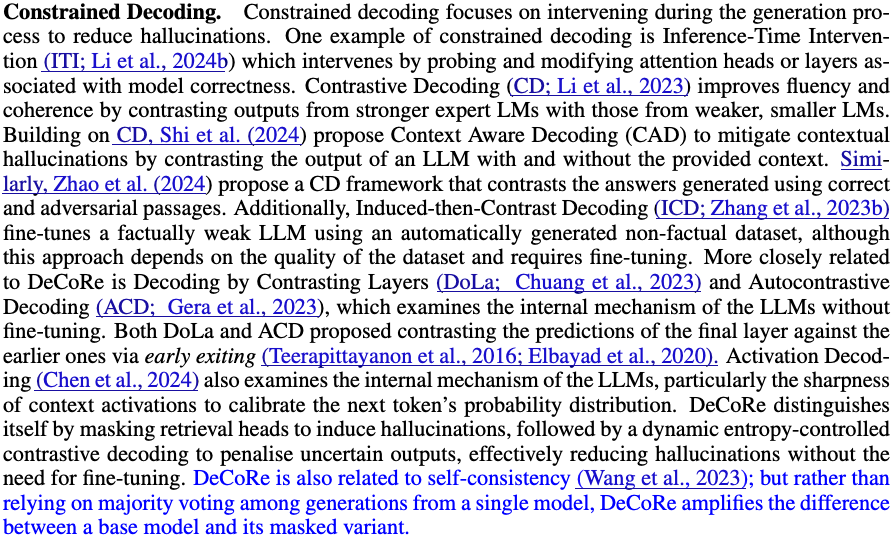 Constrained Decoding. Constrained decoding focuses on intervening during the generation pro-
cess to reduce hallucinations. One example of constrained decoding is Inference-Time Interven-
tion (ITI; Li et al., 2024b) which intervenes by probing and modifying attention heads or layers as-
sociated with model correctness. Contrastive Decoding (CD; Li et al., 2023) improves fluency and
coherence by contrasting outputs from stronger expert LMs with those from weaker, smaller LMs.
Building on CD, Shi et al. (2024) propose Context Aware Decoding (CAD) to mitigate contextual
hallucinations by contrasting the output of an LLM with and without the provided context. Simi-
larly, Zhao et al. (2024) propose a CD framework that contrasts the answers generated using correct
and adversarial passages. Additionally, Induced-then-Contrast Decoding (ICD; Zhang et al., 2023b)
fine-tunes a factually weak LLM using an automatically generated non-factual dataset, although
this approach depends on the quality of the dataset and requires fine-tuning. More closely related
to DeCoRe is Decoding by Contrasting Layers (DoLa; Chuang et al., 2023) and Autocontrastive
Decoding (ACD; Gera et al., 2023), which examines the internal mechanism of the LLMs without
fine-tuning. Both DoLa and ACD proposed contrasting the predictions of the final layer against the
earlier ones via early exiting (Teerapittayanon et al., 2016; Elbayad et al., 2020). Activation Decod-
ing (Chen et al., 2024) also examines the internal mechanism of the LLMs, particularly the sharpness
of context activations to calibrate the next token's probability distribution. DeCoRe distinguishes
itself by masking retrieval heads to induce hallucinations, followed by a dynamic entropy-controlled
contrastive decoding to penalise uncertain outputs, effectively reducing hallucinations without the
need for fine-tuning. DeCoRe is also related to self-consistency (Wang et al., 2023); but rather than
relying on majority voting among generations from a single model, DeCoRe amplifies the difference
between a base model and its masked variant.